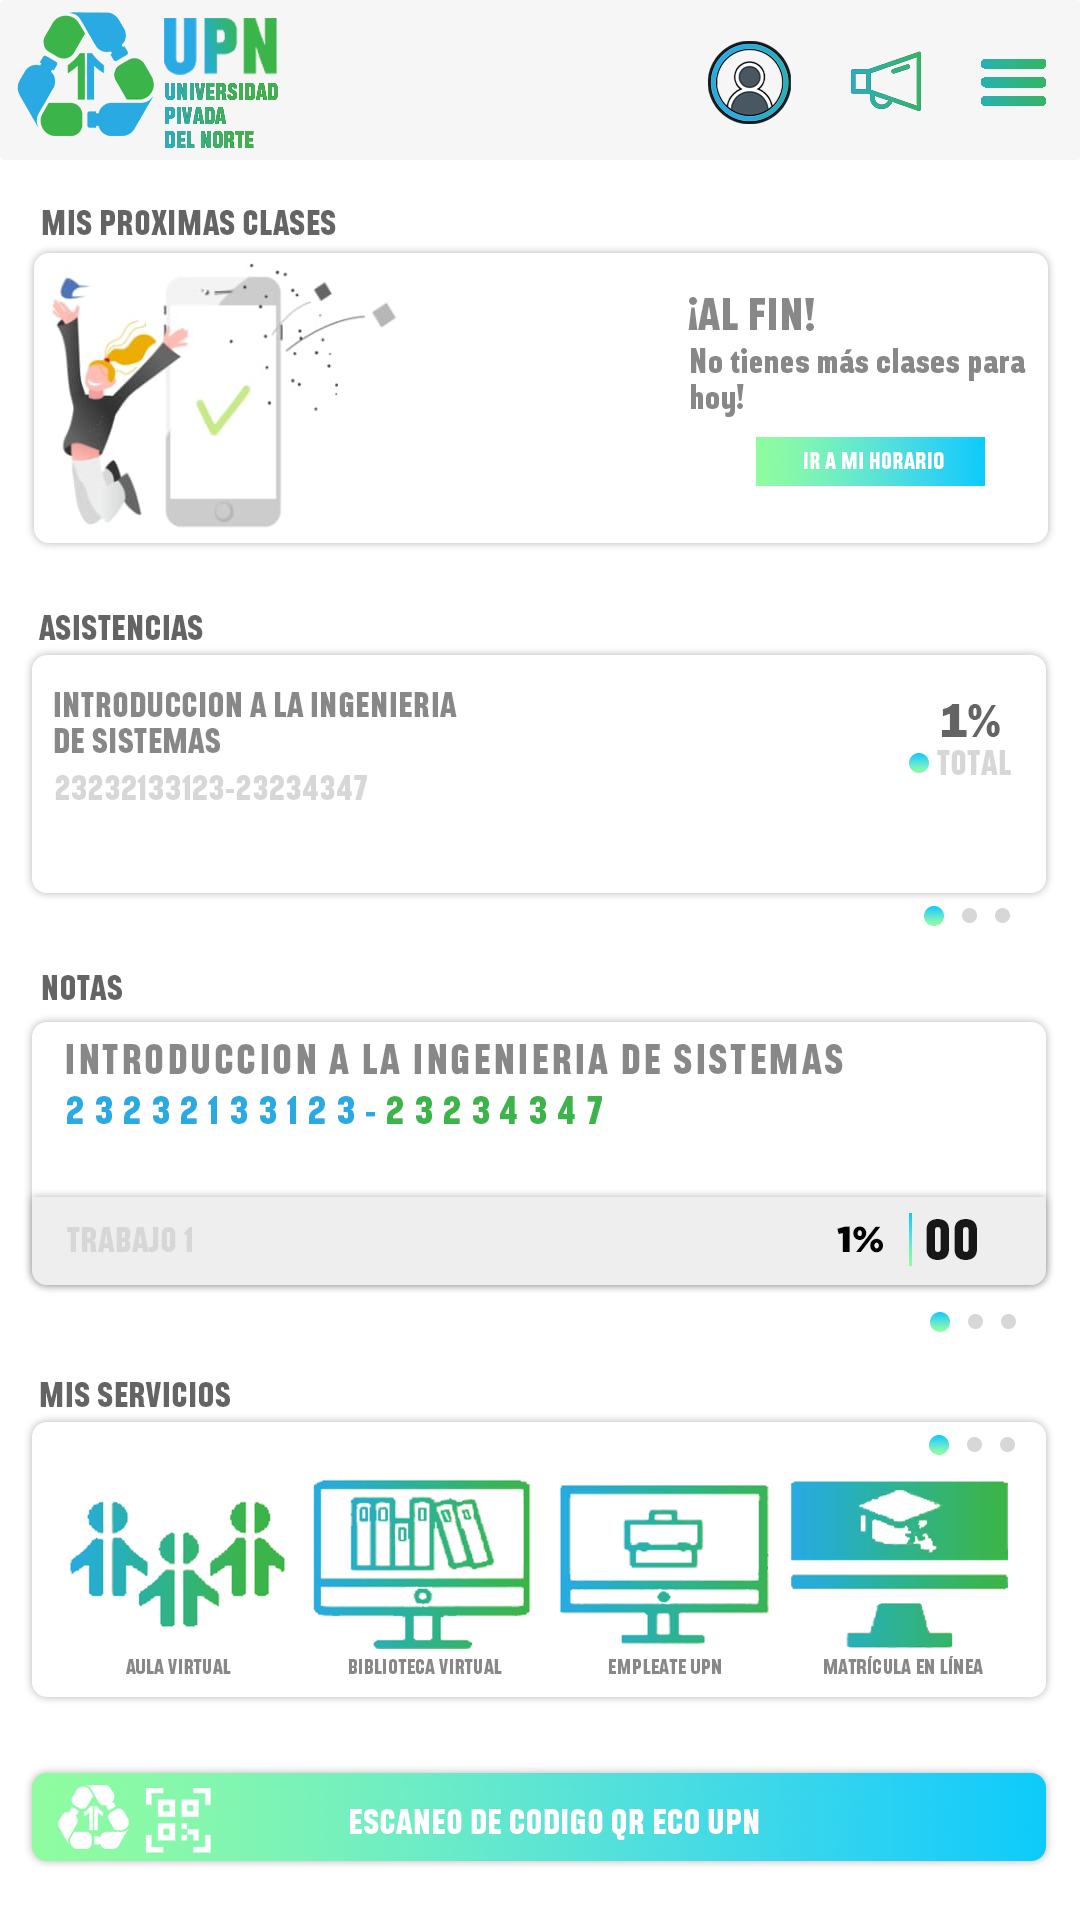 UPN
UNIVERSIDAD
PIVADA
DEL NORTE
MIS PROXIMAS CLASES
¡AL FIN!
No tienes más clases para
hoy!
IR A MI HORARIO
ASISTENCIAS
INTRODUCCION A LA INGENIERIA
DE SISTEMAS
23232133123-23234347
1%
TOTAL
NOTAS
INTRODUCCION A LA INGENIERIA DE SISTEMAS
23232133123-23234347
TRABAJO 1
1%
00
MIS SERVICIOS
AULA VIRTUAL
BIBLIOTECA VIRTUAL
EMPLEATE UPN
MATRÍCULA EN LÍNEA
ESCANEO DE CODIGO QR ECO UPN